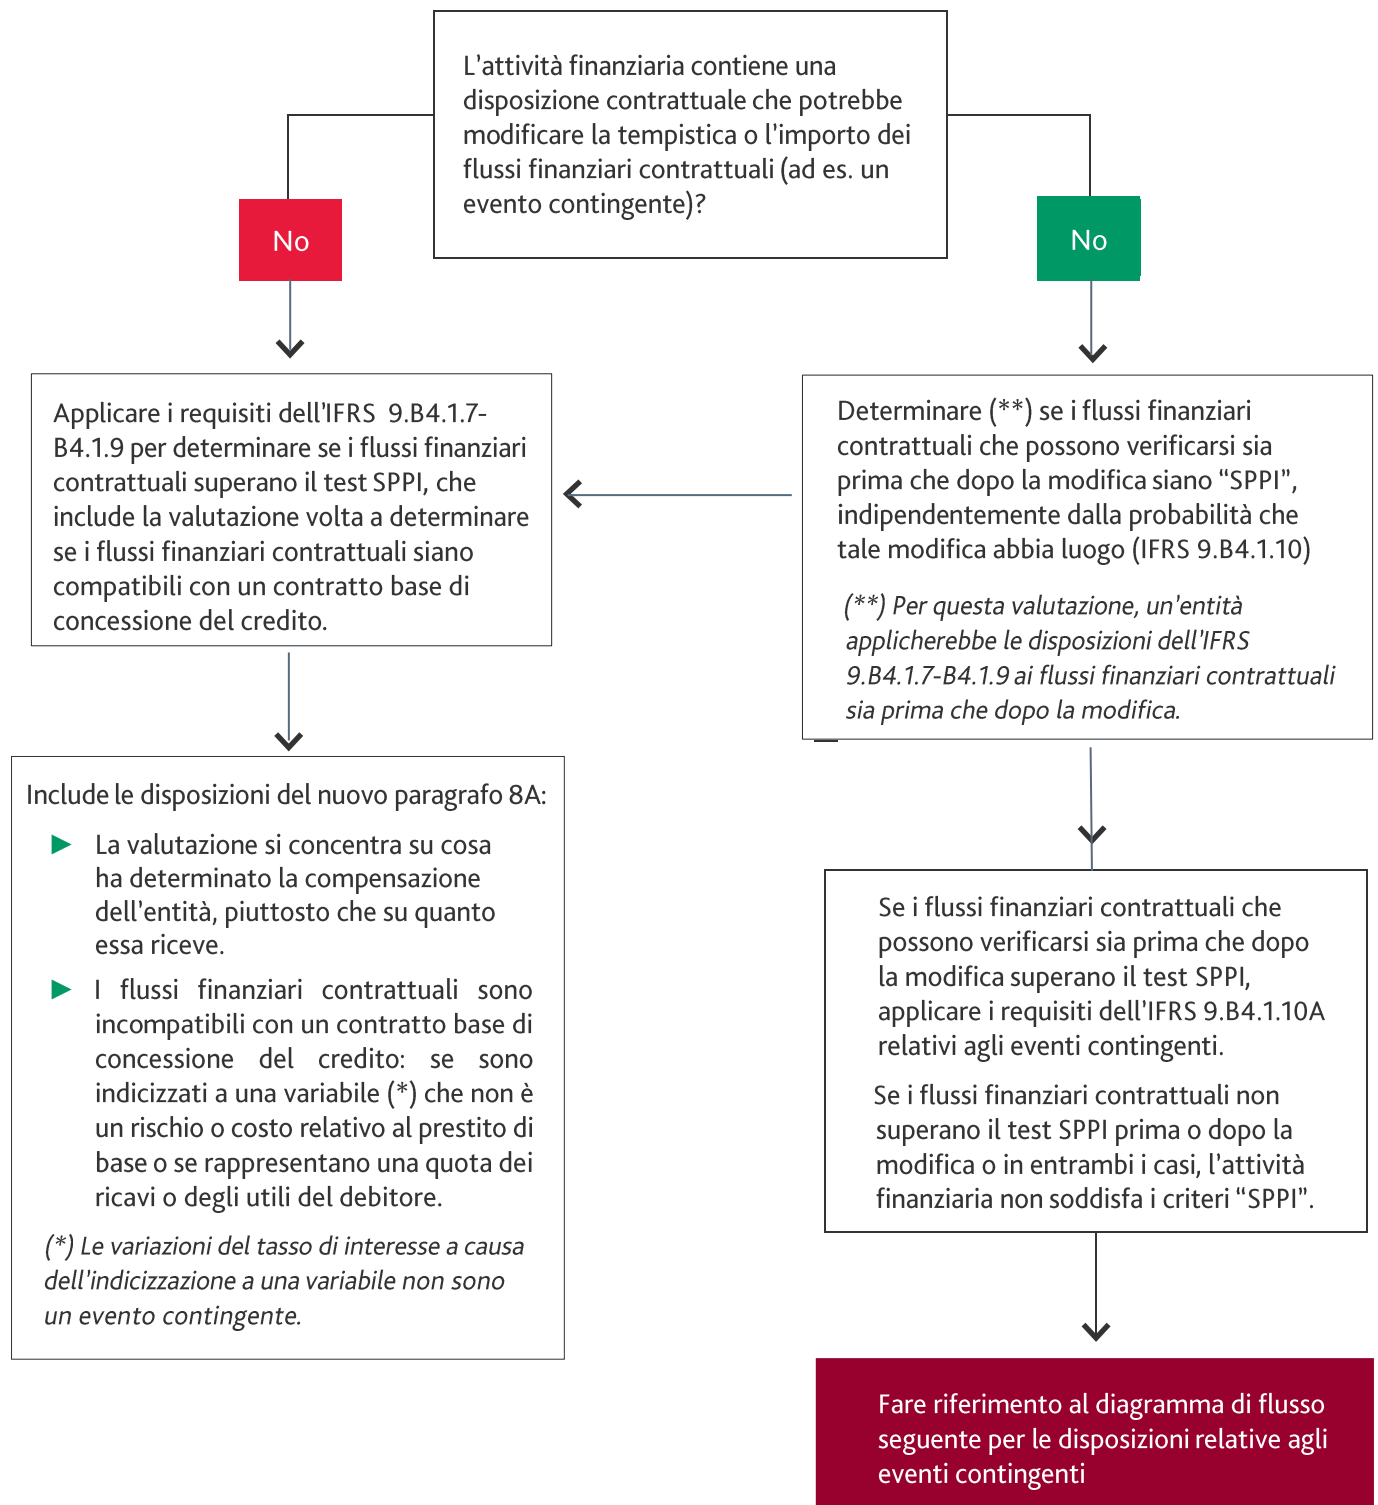 L'attività finanziaria contiene una
disposizione contrattuale che potrebbe
modificare la tempistica o l'importo dei
flussi finanziari contrattuali (ad es. un
evento contingente)?
No
No
Applicare i requisiti dell'IFRS 9.B4.1.7-
B4.1.9 per determinare se i flussi finanziari
contrattuali superano il test SPPI, che
include la valutazione volta a determinare
se i flussi finanziari contrattuali siano
compatibili con un contratto base di
concessione del credito.
Determinare (**) se i flussi finanziari
contrattuali che possono verificarsi sia
prima che dopo la modifica siano “SPPI”,
indipendentemente dalla probabilità che
tale modifica abbia luogo (IFRS 9.B4.1.10)
(**) Per questa valutazione, un'entità
applicherebbe le disposizioni dell'IFRS
9.B4.1.7-B4.1.9 ai flussi finanziari contrattuali
sia prima che dopo la modifica.
Include le disposizioni del nuovo paragrafo 8A:
► La valutazione si concentra su cosa
ha determinato la compensazione
dell'entità, piuttosto che su quanto
essa riceve.
► I flussi finanziari contrattuali sono
incompatibili con un contratto base di
concessione del credito: se sono
indicizzati a una variabile (*) che non è
un rischio o costo relativo al prestito di
base o se rappresentano una quota dei
ricavi o degli utili del debitore.
(*) Le variazioni del tasso di interesse a causa
dell'indicizzazione a una variabile non sono
un evento contingente.
Se i flussi finanziari contrattuali che
possono verificarsi sia prima che dopo
la modifica superano il test SPPI,
applicare i requisiti dell'IFRS 9.B4.1.10A
relativi agli eventi contingenti.
Se i flussi finanziari contrattuali non
superano il test SPPI prima o dopo la
modifica o in entrambi i casi, l'attività
finanziaria non soddisfa i criteri “SPPI”.
Fare riferimento al diagramma di flusso
seguente per le disposizioni relative agli
eventi contingenti